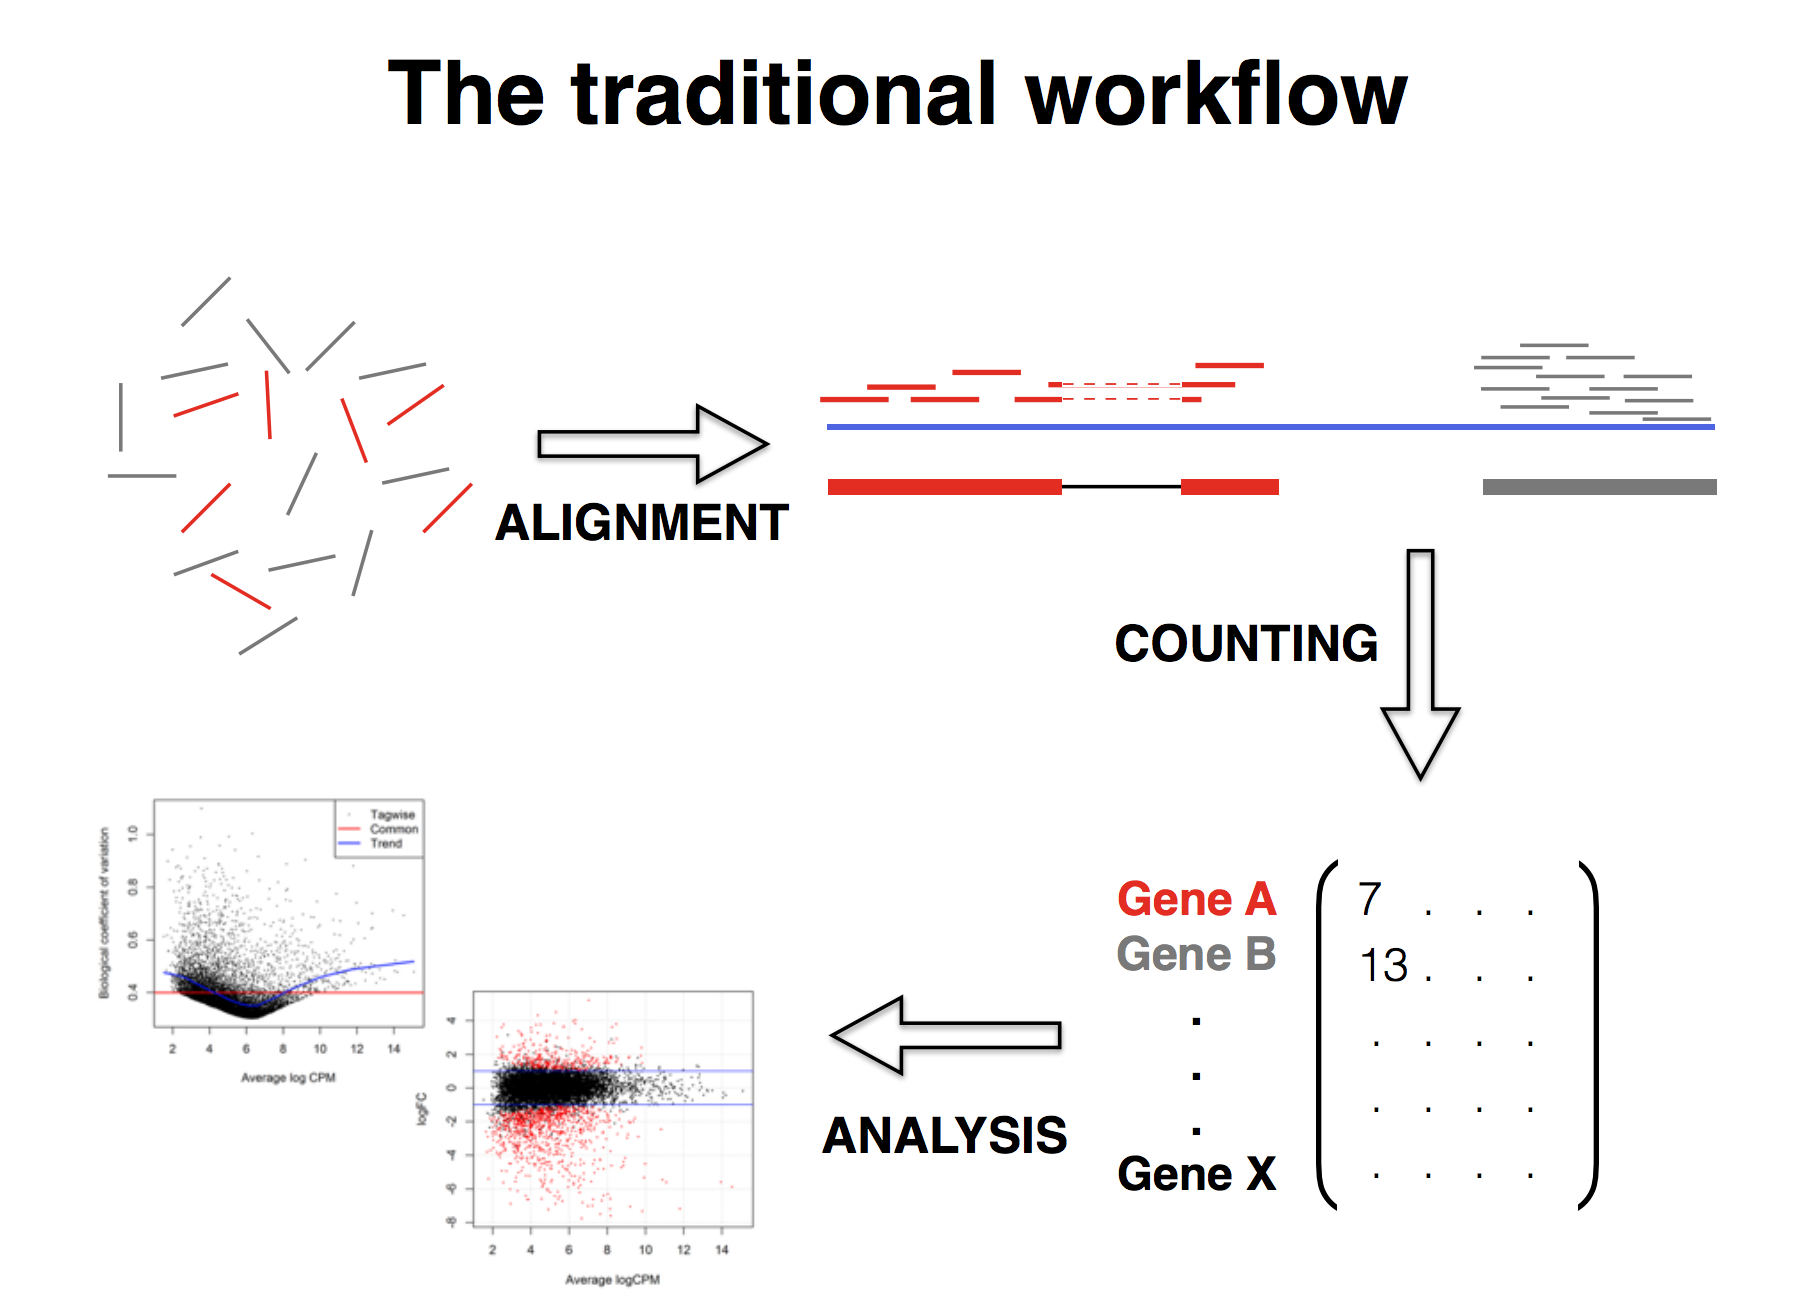 The traditional workflow
ALIGNMENT
COUNTING
Gene A
Gene B
.
.
.
Gene X
7 . . .
13 . . .
. . . .
. . . .
. . . .
ANALYSIS
Tagwise
Common
Trend
Biological coefficient of variation
1.0
0.8
0.6
0.4
2 4 6 8 10 12 14
Average log CPM
logFC
4
2
0
-2
-4
-6
-8
2 4 6 8 10 12 14
Average logCPM